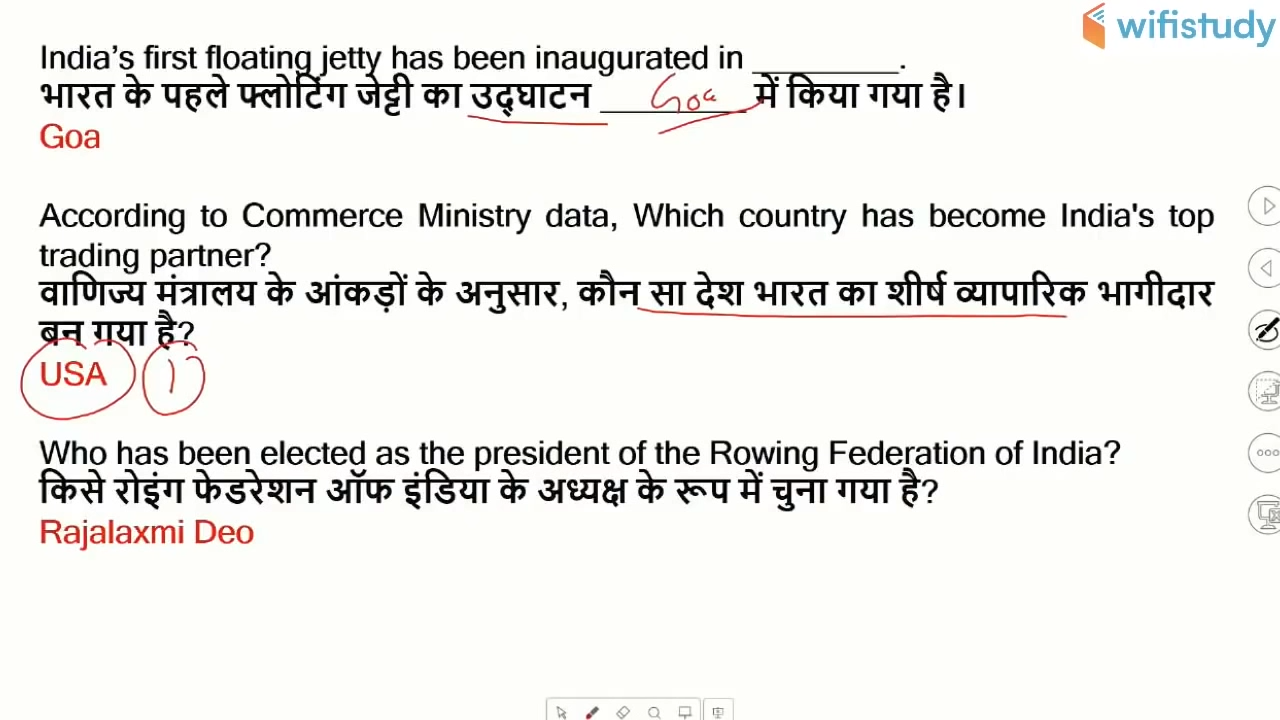 wifistudy
India’s first floating jetty has been inaugurated in _________.
भारत के पहले फ्लोटिंग जेट्टी का उद्घाटन _________ में किया गया है।
Goa
Goa
According to Commerce Ministry data, Which country has become India's top
trading partner?
वाणिज्य मंत्रालय के आंकड़ों के अनुसार, कौन सा देश भारत का शीर्ष व्यापारिक भागीदार
बन गया है?
USA 1
Who has been elected as the president of the Rowing Federation of India?
किसे रोइंग फेडरेशन ऑफ इंडिया के अध्यक्ष के रूप में चुना गया है?
Rajalaxmi Deo